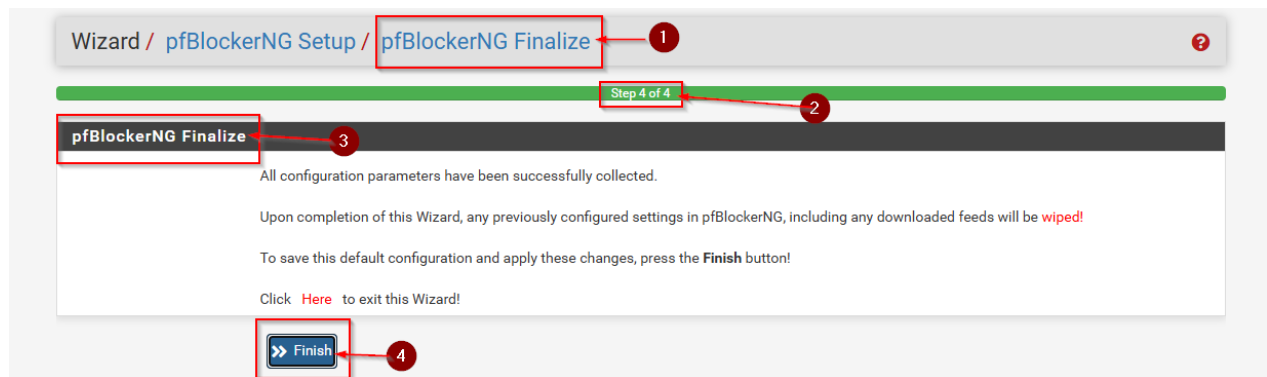 Wizard / pfBlockerNG Setup / pfBlockerNG Finalize 1
Step 4 of 4
2
pfBlockerNG Finalize 3
All configuration parameters have been successfully collected.
Upon completion of this Wizard, any previously configured settings in pfBlockerNG, including any downloaded feeds will be wiped!
To save this default configuration and apply these changes, press the Finish button!
Click Here to exit this Wizard!
Finish 4